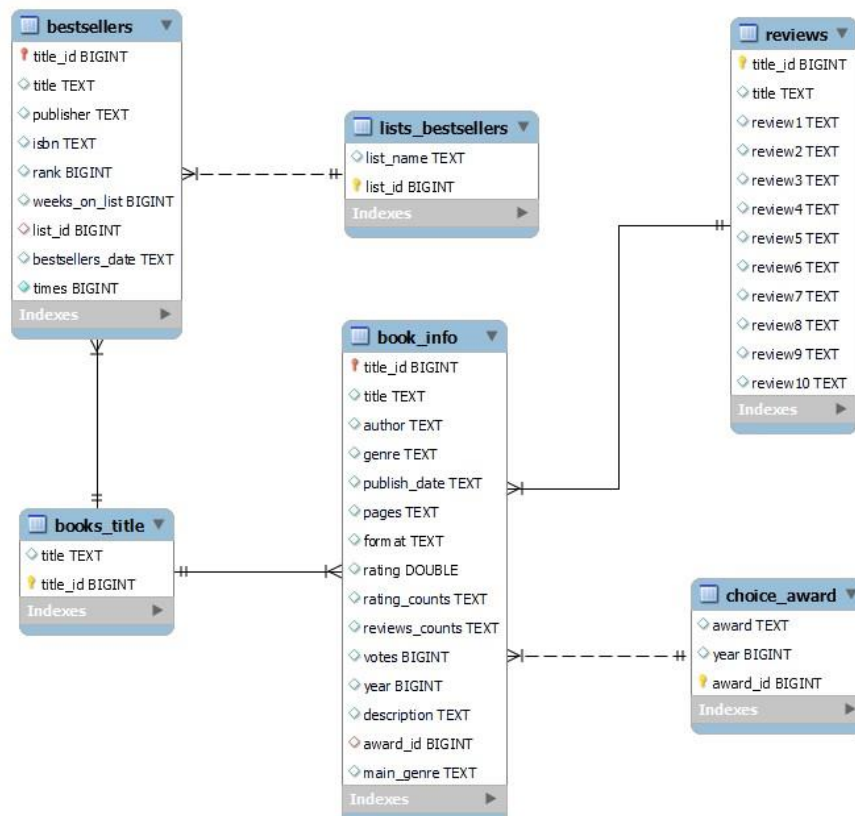 bestsellers
title_id BIGINT
title TEXT
publisher TEXT
isbn TEXT
rank BIGINT
weeks_on_list BIGINT
list_id BIGINT
bestsellers_date TEXT
times BIGINT
Indexes
lists_bestsellers
list_name TEXT
list_id BIGINT
Indexes
reviews
title_id BIGINT
title TEXT
review1 TEXT
review2 TEXT
review3 TEXT
review4 TEXT
review5 TEXT
review6 TEXT
review7 TEXT
review8 TEXT
review9 TEXT
review10 TEXT
Indexes
book_info
title_id BIGINT
title TEXT
author TEXT
genre TEXT
publish_date TEXT
pages TEXT
format TEXT
rating DOUBLE
rating_counts TEXT
reviews_counts TEXT
votes BIGINT
year BIGINT
description TEXT
award_id BIGINT
main_genre TEXT
Indexes
books_title
title TEXT
title_id BIGINT
Indexes
choice_award
award TEXT
year BIGINT
award_id BIGINT
Indexes